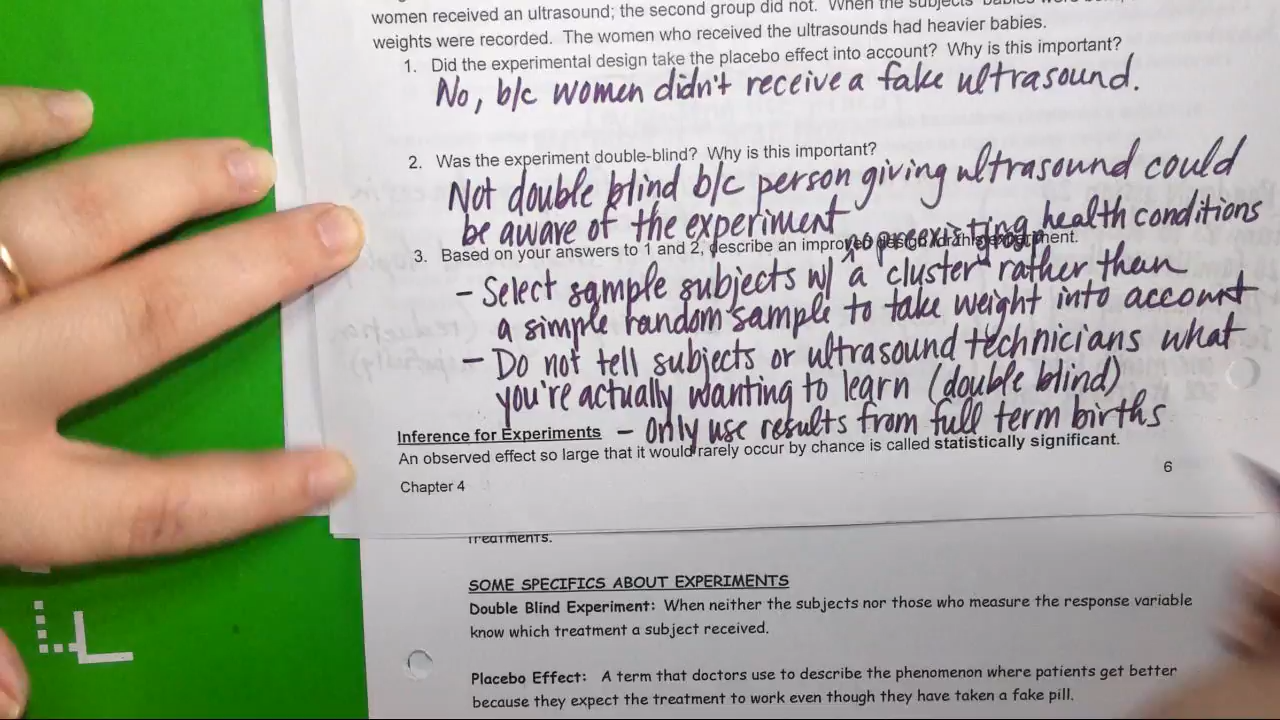 women received an ultrasound; the second group did not. When the subjects' babies were
weights were recorded. The women who received the ultrasounds had heavier babies.
1. Did the experimental design take the placebo effect into account? Why is this important?
No, b/c women didn't receive a fake ultrasound.
2. Was the experiment double-blind? Why is this important?
Not double blind b/c person giving ultrasound could
be aware of the experiment
no preexisting health conditions
3. Based on your answers to 1 and 2, describe an improved design for this experiment.
- Select sample subjects w/ a "cluster" rather than
a simple random sample to take weight into account
- Do not tell subjects or ultrasound technicians what
you're actually wanting to learn (double blind)
Inference for Experiments - Only use results from full term births
An observed effect so large that it would rarely occur by chance is called statistically significant.
Chapter 4
6
Treatments.
SOME SPECIFICS ABOUT EXPERIMENTS
Double Blind Experiment: When neither the subjects nor those who measure the response variable
know which treatment a subject received.
Placebo Effect: A term that doctors use to describe the phenomenon where patients get better
because they expect the treatment to work even though they have taken a fake pill.